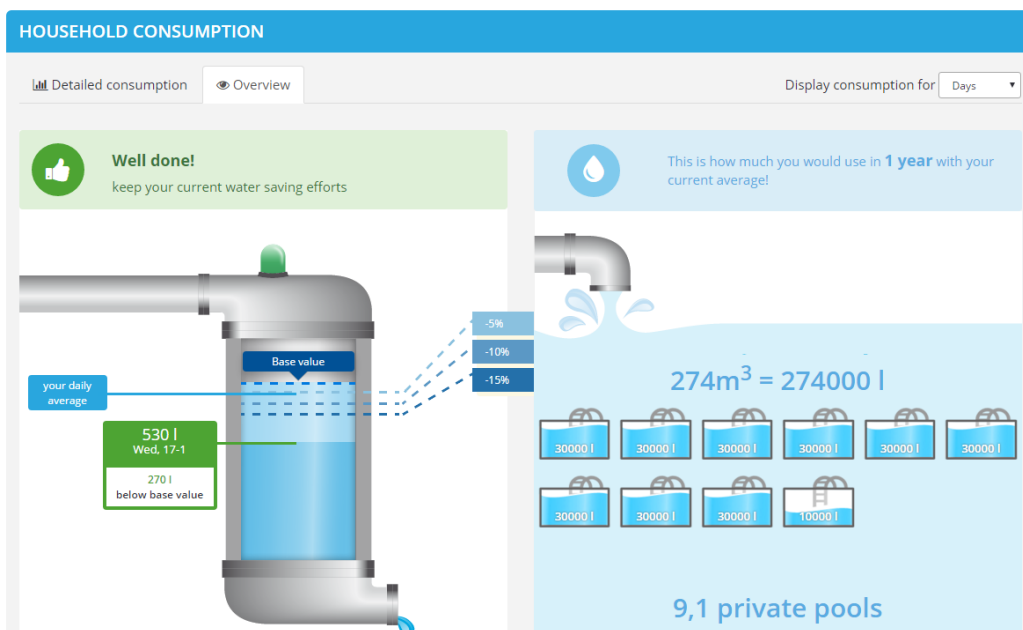 HOUSEHOLD CONSUMPTION
Detailed consumption
Overview
Display consumption for
Days
Well done!
keep your current water saving efforts
This is how much you would use in 1 year with your
current average!
-5%
-10%
-15%
Base value
your daily
average
530 l
Wed, 17-1
270 l
below base value
274m³ = 274000 l
30000 l
30000 l
30000 l
30000 l
30000 l
30000 l
30000 l
30000 l
30000 l
10000 l
9,1 private pools